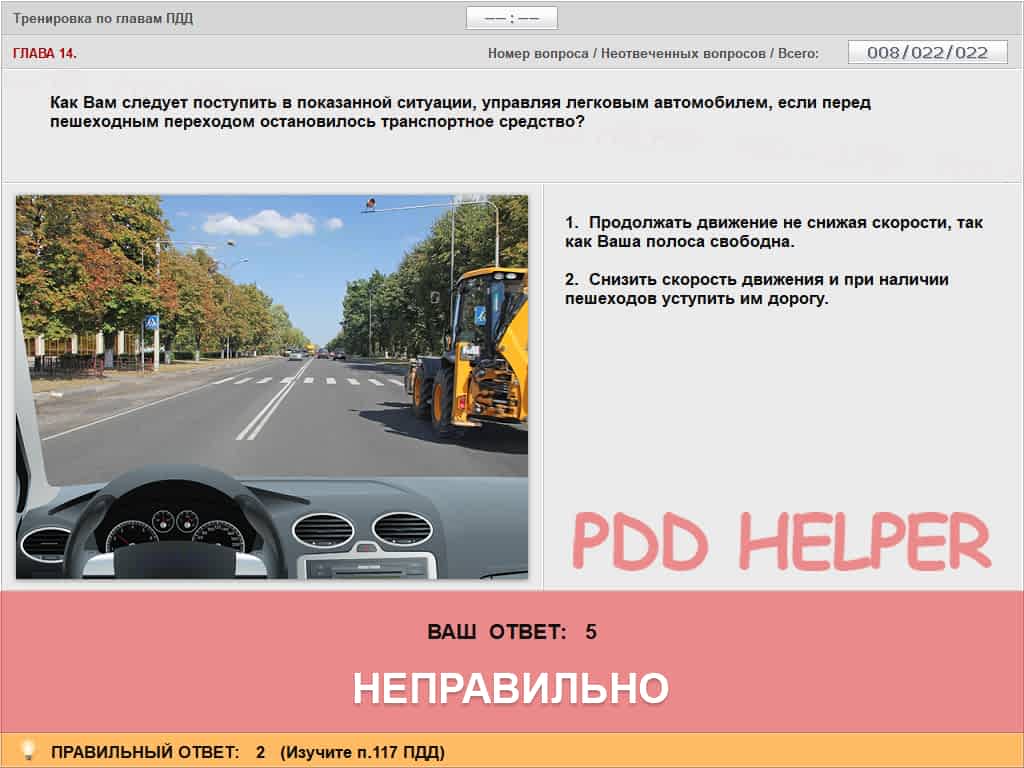 Тренировка по главам ПДД
—— : ——
ГЛАВА 14.
Номер вопроса / Неотвеченных вопросов / Всего:
008/022/022
Как Вам следует поступить в показанной ситуации, управляя легковым автомобилем, если перед
пешеходным переходом остановилось транспортное средство?
1. Продолжать движение не снижая скорости, так
как Ваша полоса свободна.
2. Снизить скорость движения и при наличии
пешеходов уступить им дорогу.
PDD HELPER
ВАШ ОТВЕТ: 5
НЕПРАВИЛЬНО
ПРАВИЛЬНЫЙ ОТВЕТ: 2 (Изучите п.117 ПДД)